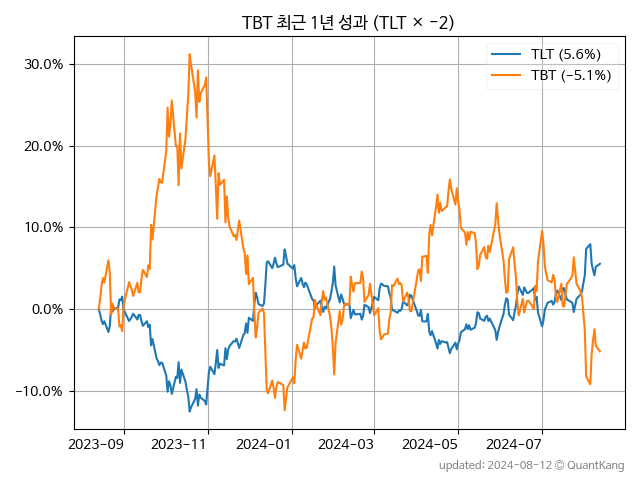 TBT 최근 1년 성과 (TLT × −2)
TLT (5.6%)
TBT (−5.1%)
30.0%
20.0%
10.0%
0.0%
−10.0%
2023-09 2023-11 2024-01 2024-03 2024-05 2024-07
updated: 2024-08-12 © QuantKang